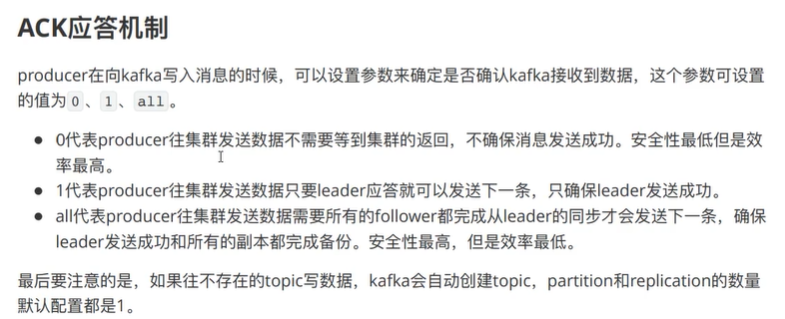 ACK应答机制
producer在向kafka写入消息的时候，可以设置参数来确定是否确认kafka接收到数据，这个参数可设置
的值为 0 、 1 、 all 。
● 0代表producer往集群发送数据不需要等到集群的返回，不确保消息发送成功。安全性最低但是效
率最高。
● 1代表producer往集群发送数据只要leader应答就可以发送下一条，只确保leader发送成功。
● all代表producer往集群发送数据需要所有的follower都完成从leader的同步才会发送下一条，确保
leader发送成功和所有的副本都完成备份。安全性最高，但是效率最低。
最后要注意的是，如果往不存在的topic写数据，kafka会自动创建topic，partition和replication的数量
默认配置都是1。